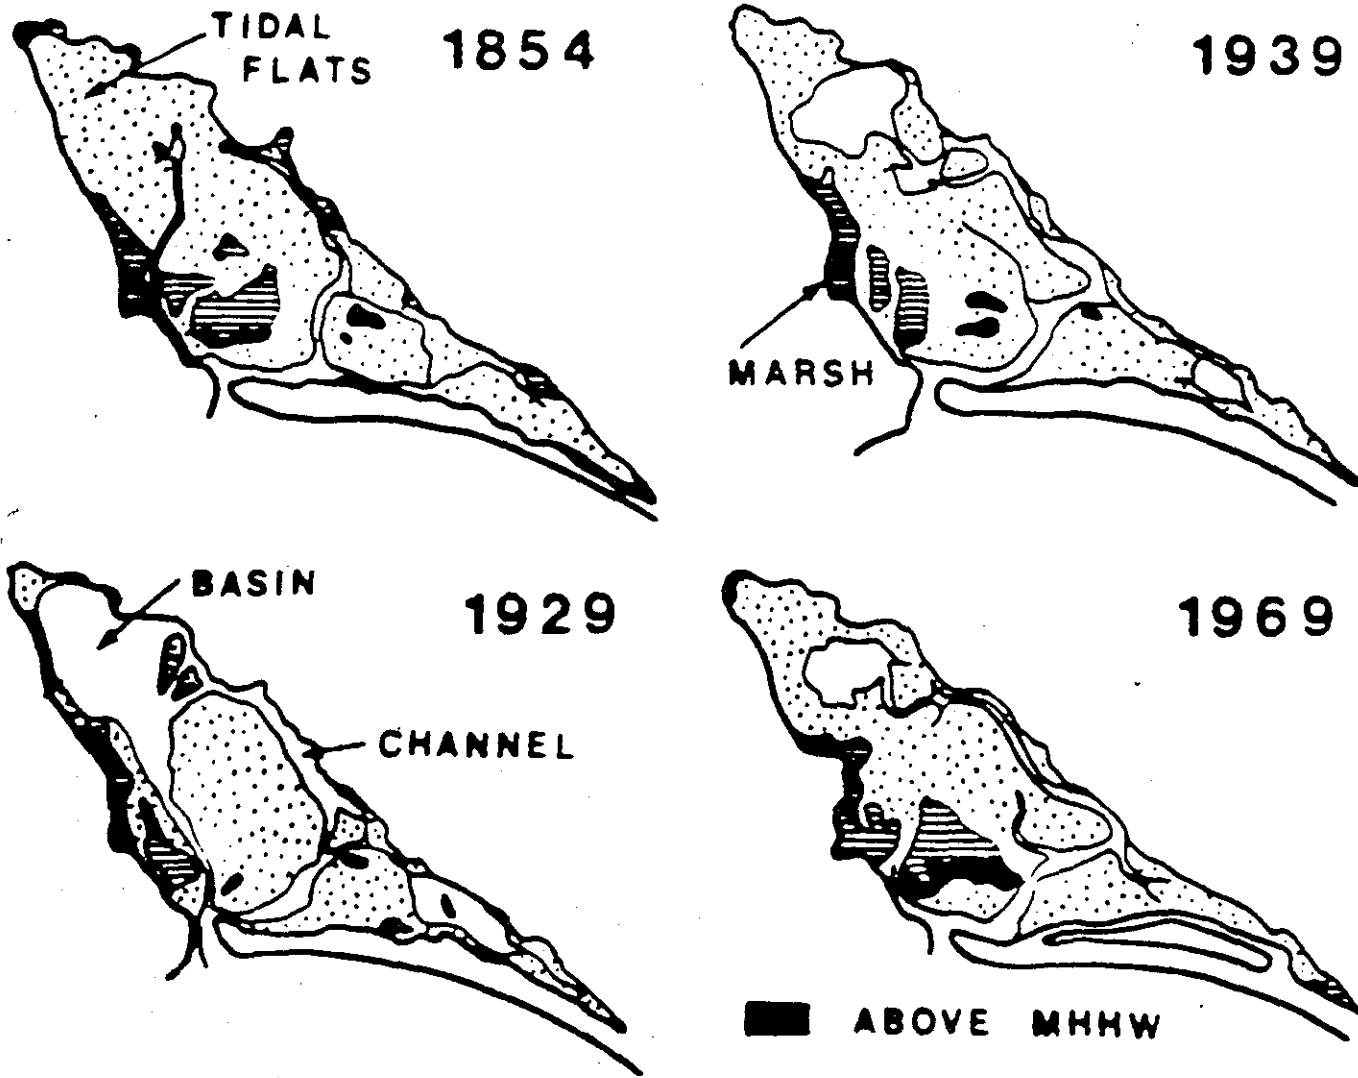 TIDAL
FLATS
1854
1939
MARSH
BASIN
1929
CHANNEL
1969
ABOVE MHHW